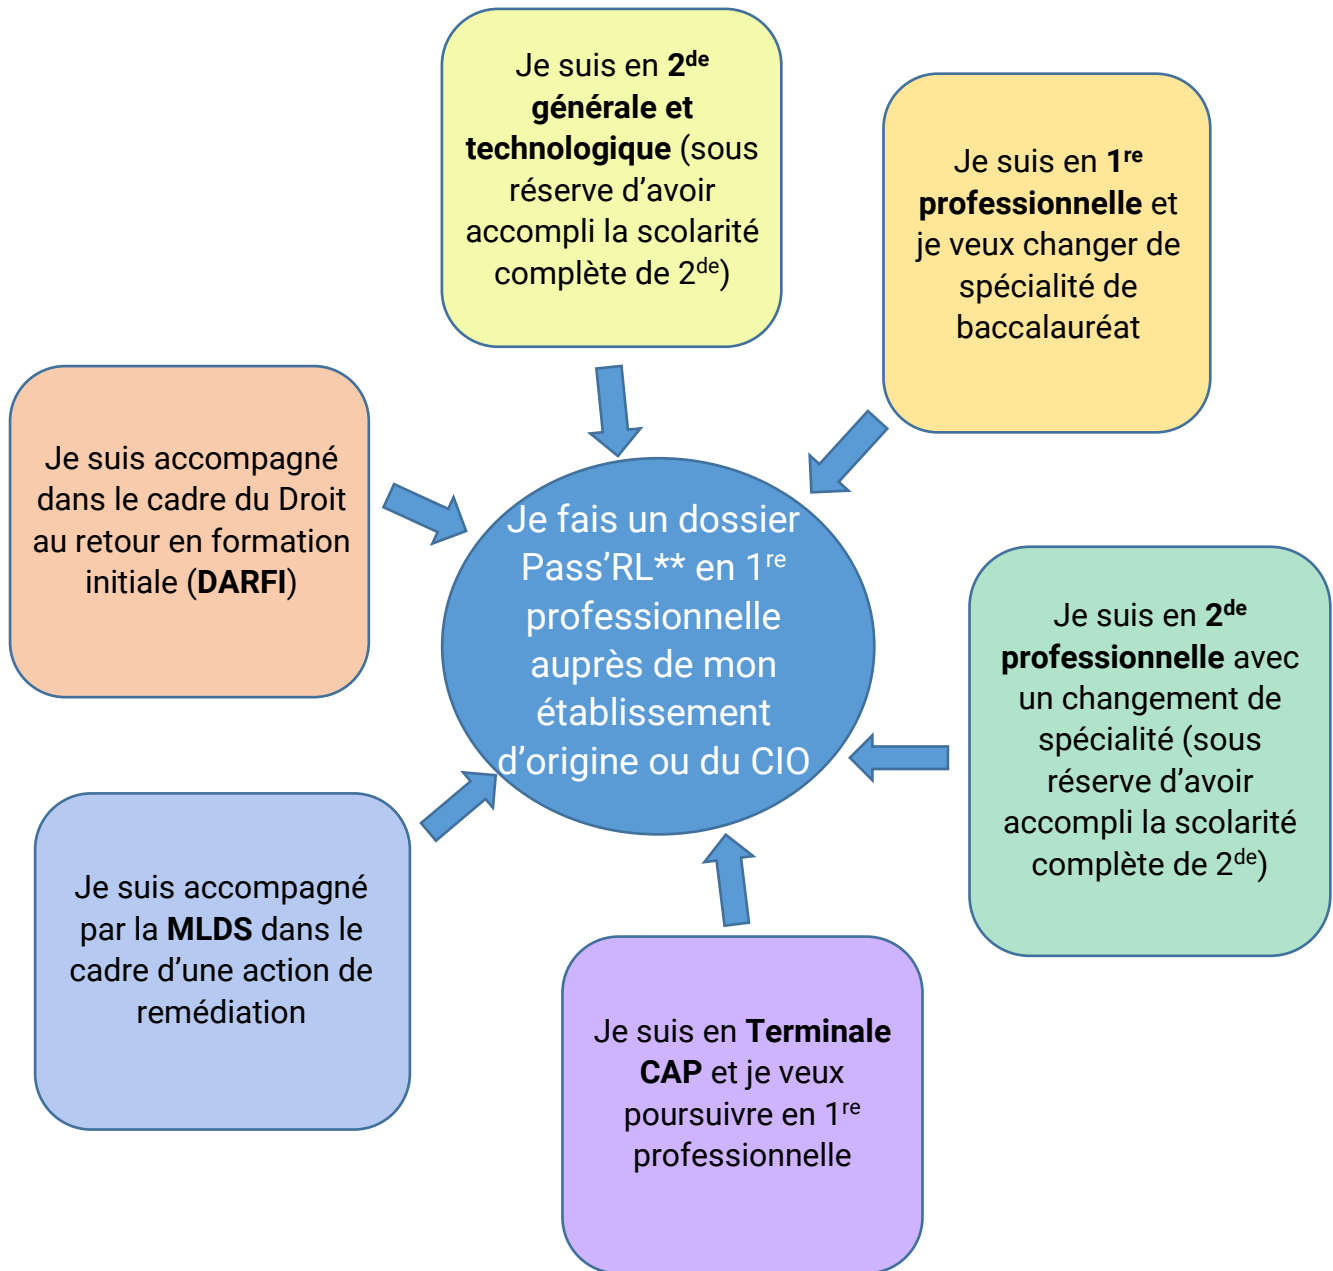 Je suis en 2de
générale et
technologique (sous
réserve d’avoir
accompli la scolarité
complète de 2de)
Je suis en 1re
professionnelle et
je veux changer de
spécialité de
baccalauréat
Je suis accompagné
dans le cadre du Droit
au retour en formation
initiale (DARFI)
Je fais un dossier
Pass’RL** en 1re
professionnelle
auprès de mon
établissement
d’origine ou du CIO
Je suis en 2de
professionnelle avec
un changement de
spécialité (sous
réserve d’avoir
accompli la scolarité
complète de 2de)
Je suis accompagné
par la MLDS dans le
cadre d’une action de
remédiation
Je suis en Terminale
CAP et je veux
poursuivre en 1re
professionnelle